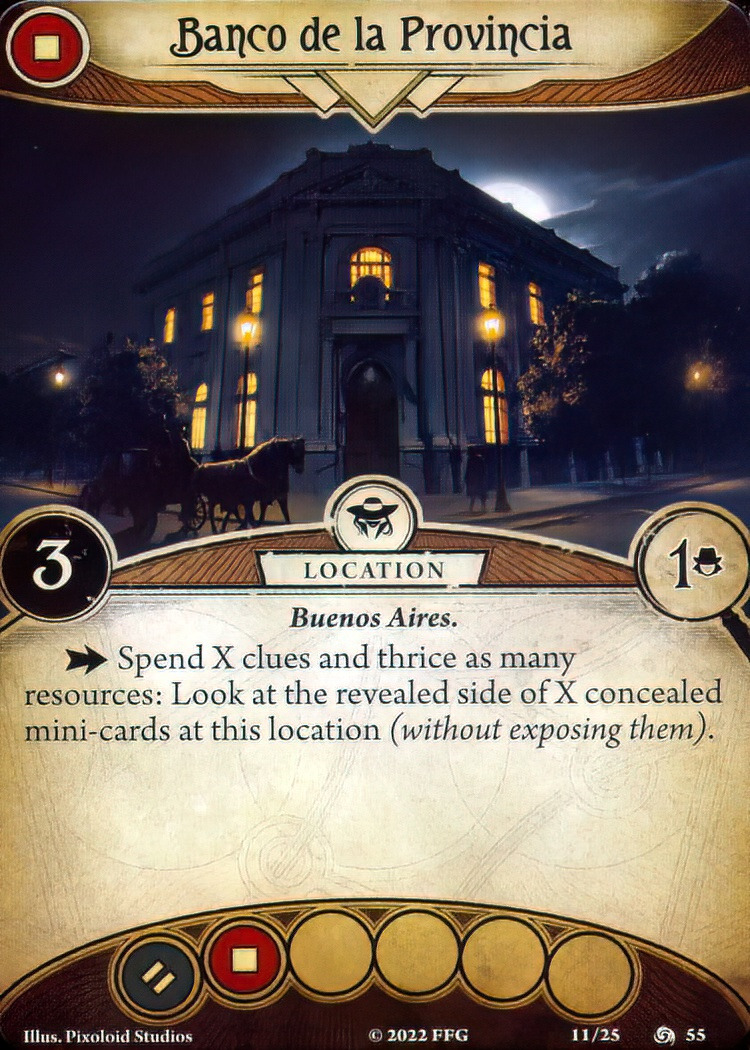 Banco de la Provincia
3
LOCATION
1
Buenos Aires.
Spend X clues and thrice as many
resources: Look at the revealed side of X concealed
mini-cards at this location (without exposing them).
Illus. Pixoloid Studios
© 2022 FFG
11/25
55